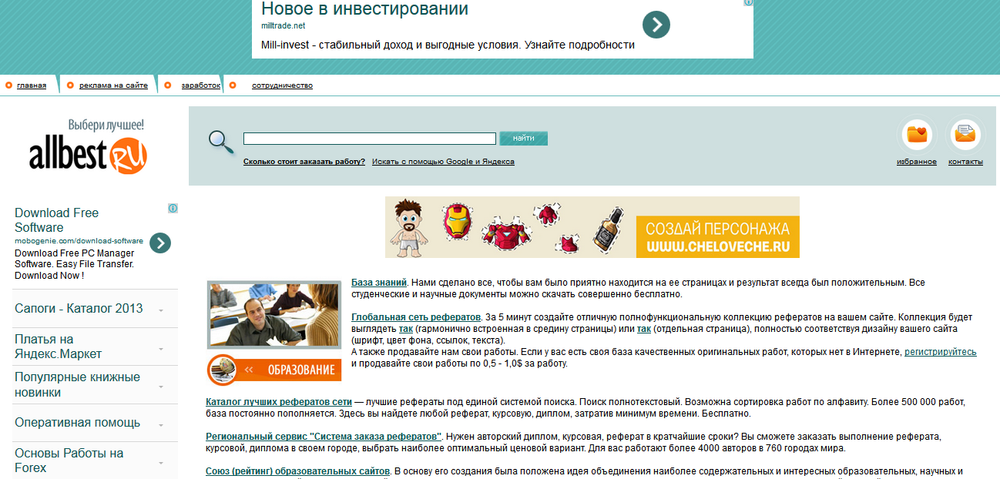 Новое в инвестировании
milltrade.net
Mill-invest - стабильный доход и выгодные условия. Узнайте подробности
главная
реклама на сайте
заработок
сотрудничество
Выбери лучшее!
allbest RU
найти
Сколько стоит заказать работу? Искать с помощью Google и Яндекса
избранное
контакты
Download Free
Software
mobogenie.com/download-software
Download Free PC Manager
Software. Easy File Transfer.
Download Now !
Сапоги - Каталог 2013
Платья на
Яндекс.Маркет
Популярные книжные
новинки
Оперативная помощь
Основы Работы на
Forex
СОЗДАЙ ПЕРСОНАЖА
WWW.CHELOVECHE.RU
ОБРАЗОВАНИЕ
База знаний. Нами сделано все, чтобы вам было приятно находится на ее страницах и результат всегда был положительным. Все
студенческие и научные документы можно скачать совершенно бесплатно.
Глобальная сеть рефератов. За 5 минут создайте отличную полнофункциональную коллекцию рефератов на вашем сайте. Коллекция будет
выглядеть так (гармонично встроенная в средину страницы) или так (отдельная страница), полностью соответствуя дизайну вашего сайта
(шрифт, цвет фона, ссылок, текста).
А также продавайте нам свои работы. Если у вас есть своя база качественных оригинальных работ, которых нет в Интернете, регистрируйтесь
и продавайте свои работы по 0,5 - 1,0$ за работу.
Каталог лучших рефератов сети — лучшие рефераты под единой системой поиска. Поиск полнотекстовый. Возможна сортировка работ по алфавиту. Более 500 000 работ,
база постоянно пополняется. Здесь вы найдете любой реферат, курсовую, диплом, затратив минимум времени. Бесплатно.
Региональный сервис "Система заказа рефератов". Нужен авторский диплом, курсовая, реферат в кратчайшие сроки? Вы сможете заказать выполнение реферата,
курсовой, диплома в своем городе, выбрать наиболее оптимальный ценовой вариант. Для вас работают более 4000 авторов в 760 городах мира.
Союз (рейтинг) образовательных сайтов. В основу его создания была положена идея объединения наиболее содержательных и интересных образовательных, научных и